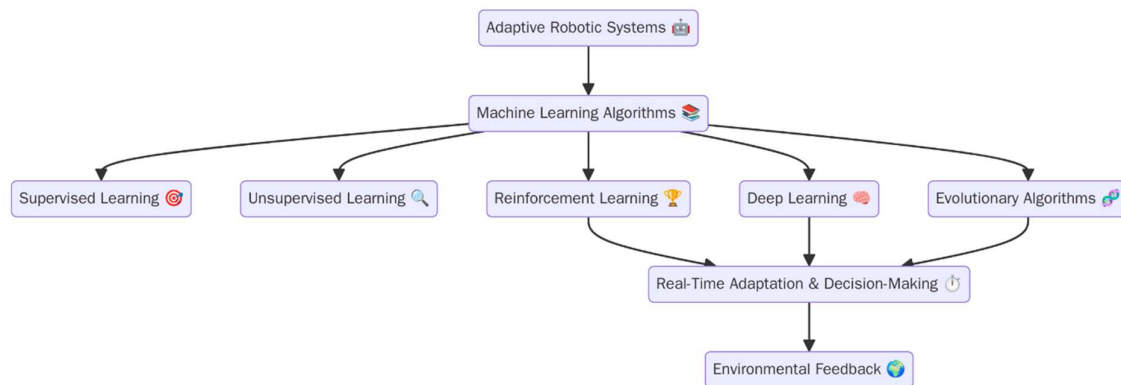 Adaptive Robotic Systems 🤖
Machine Learning Algorithms 📚
Supervised Learning 🎯
Unsupervised Learning 🔍
Reinforcement Learning 🏆
Deep Learning 🧠
Evolutionary Algorithms 🧬
Real-Time Adaptation & Decision-Making ⏱️
Environmental Feedback 🌍